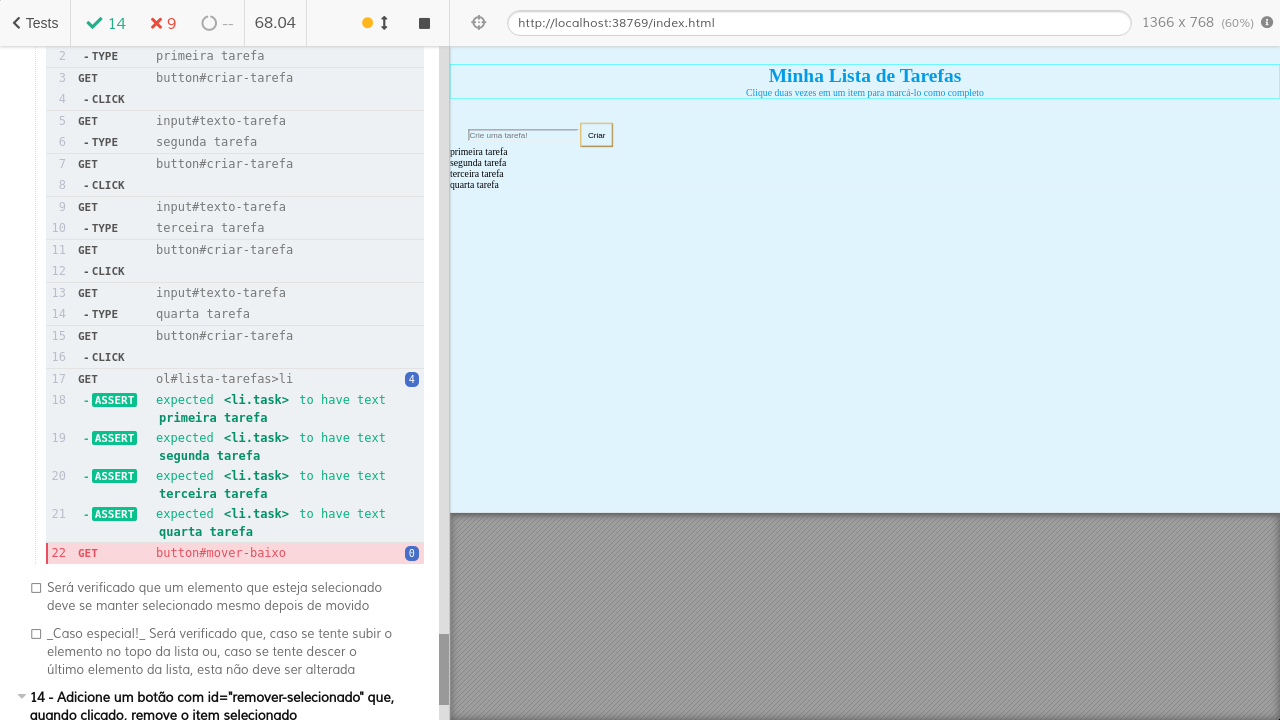 Tests 14 9 -- 68.04 http://localhost:38769/index.html 1366 x 768 (60%)
2 - TYPE primeira tarefa
3 GET button#criar-tarefa
4 - CLICK
5 GET input#texto-tarefa
6 - TYPE segunda tarefa
7 GET button#criar-tarefa
8 - CLICK
9 GET input#texto-tarefa
10 - TYPE terceira tarefa
11 GET button#criar-tarefa
12 - CLICK
13 GET input#texto-tarefa
14 - TYPE quarta tarefa
15 GET button#criar-tarefa
16 - CLICK
17 GET ol#lista-tarefas>li 4
18 - ASSERT expected <li.task> to have text
primeira tarefa
19 - ASSERT expected <li.task> to have text
segunda tarefa
20 - ASSERT expected <li.task> to have text
terceira tarefa
21 - ASSERT expected <li.task> to have text
quarta tarefa
22 GET button#mover-baixo 0
Será verificado que um elemento que esteja selecionado
deve se manter selecionado mesmo depois de movido
_Caso especial!_ Será verificado que, caso se tente subir o
elemento no topo da lista ou, caso se tente descer o
último elemento da lista, esta não deve ser alterada
14 - Adicione um botão com id="remover-selecionado" que,
quando clicado, remove o item selecionado
Minha Lista de Tarefas
Clique duas vezes em um item para marcá-lo como completo
Crie uma tarefa! Criar
primeira tarefa
segunda tarefa
terceira tarefa
quarta tarefa